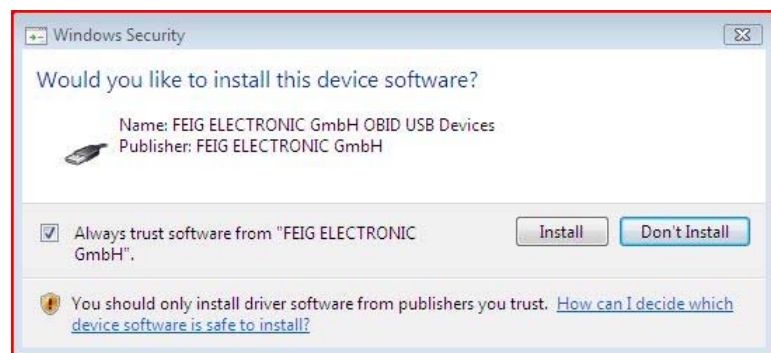 Windows Security
Would you like to install this device software?
Name: FEIG ELECTRONIC GmbH OBID USB Devices
Publisher: FEIG ELECTRONIC GmbH
Always trust software from "FEIG ELECTRONIC
GmbH".
Install
Don't Install
You should only install driver software from publishers you trust. How can I decide which
device software is safe to install?